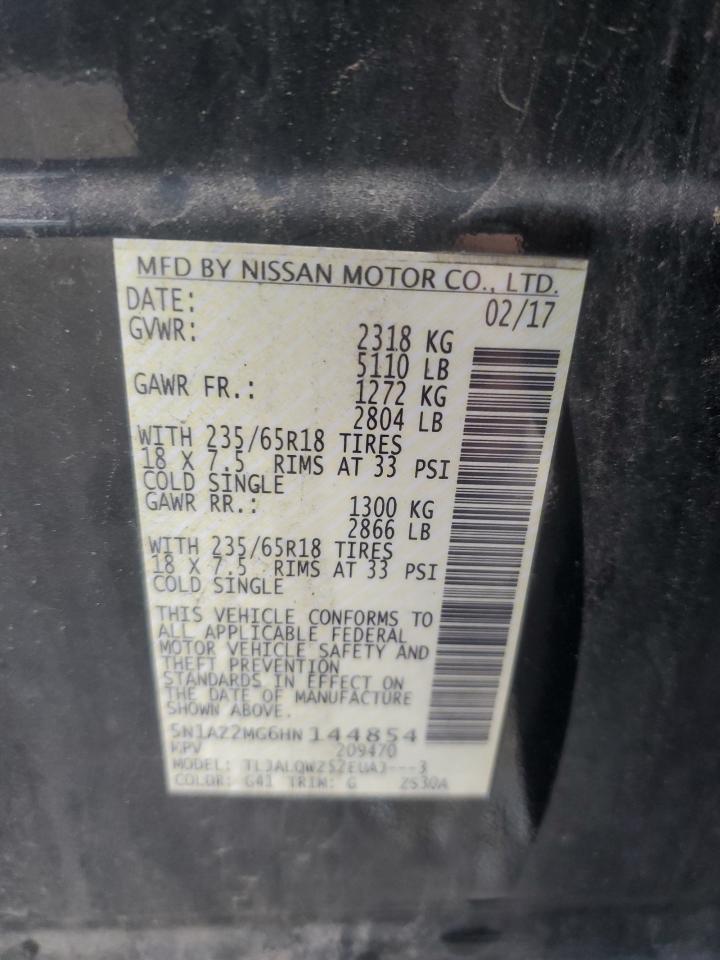 MFD BY NISSAN MOTOR CO., LTD.
DATE: 02/17
GVWR: 2318 KG
5110 LB
GAWR FR.: 1272 KG
2804 LB
WITH 235/65R18 TIRES
18 X 7.5 RIMS AT 33 PSI
COLD SINGLE
GAWR RR.: 1300 KG
2866 LB
WITH 235/65R18 TIRES
18 X 7.5 RIMS AT 33 PSI
COLD SINGLE
THIS VEHICLE CONFORMS TO
ALL APPLICABLE FEDERAL
MOTOR VEHICLE SAFETY AND
THEFT PREVENTION
STANDARDS IN EFFECT ON
THE DATE OF MANUFACTURE
SHOWN ABOVE.
5N1AZ2MG6HN144854
MPV 209470
MODEL: TLJALQWZ52EUAJ---3
COLOR: G41 TRIM: G 2530A